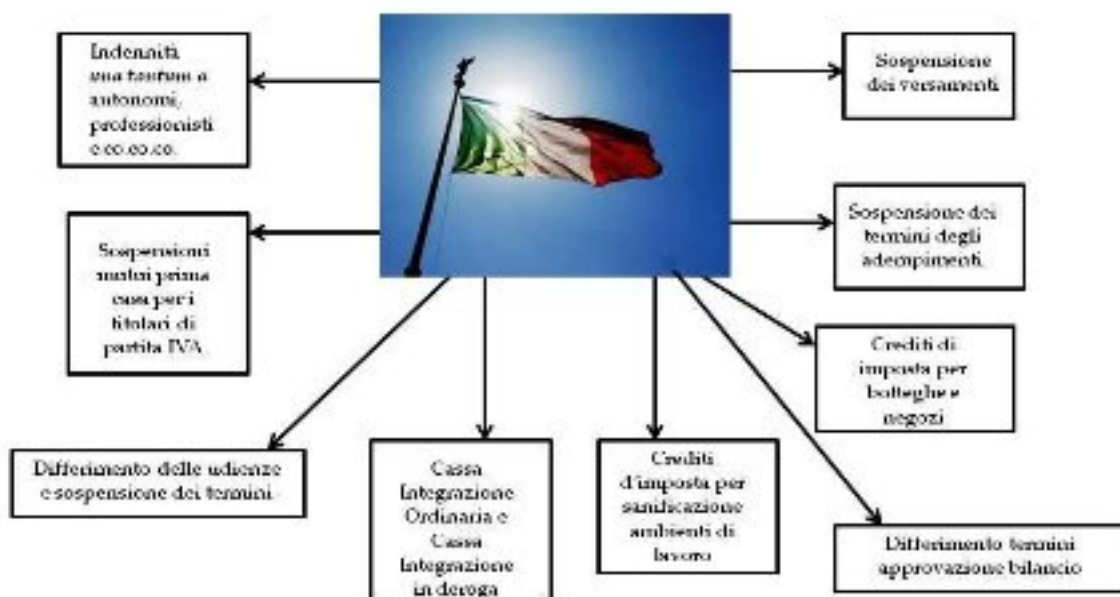 Indennità
una tantum a
autonomi,
professionisti
e co.co.co.
Sospensione
dei versamenti
Sospensioni
mutui prima
casa per i
titolari di
partita IVA
Sospensione dei
termini degli
adempimenti
Crediti di
imposta per
botteghe e
negozi
Differimento delle udienze
e sospensione dei termini
Cassa
Integrazione
Ordinaria e
Cassa
Integrazione
in deroga
Crediti
d'imposta per
sanificazione
ambienti di
lavoro
Differimento termini
approvazione bilancio